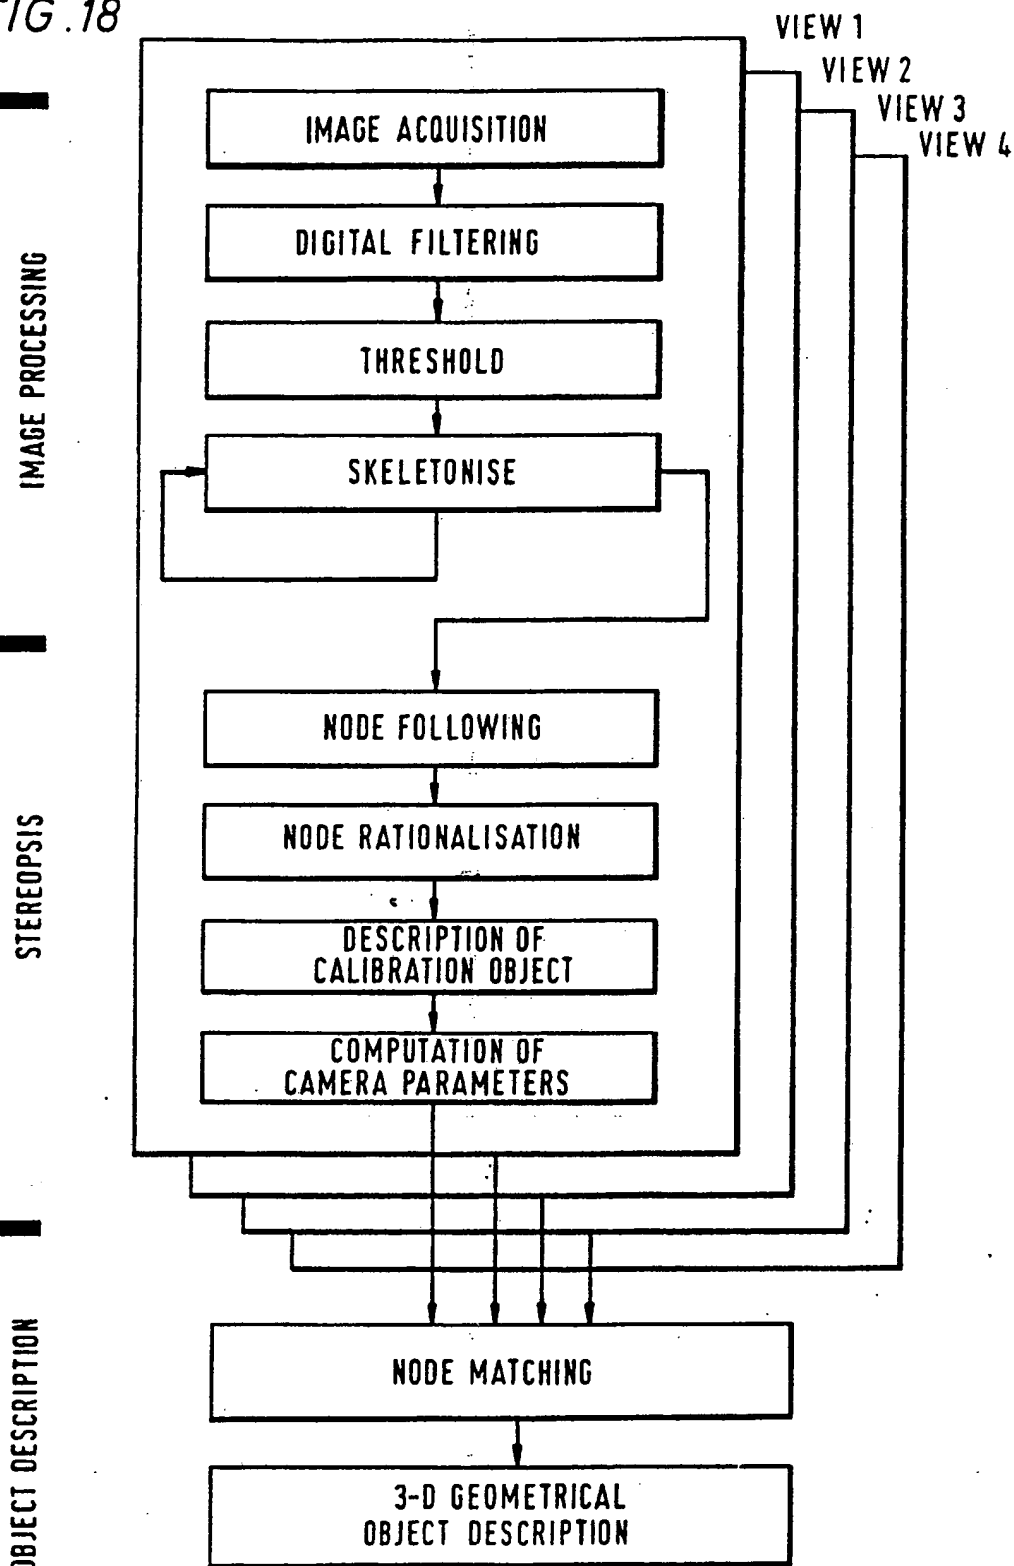 FIG.18
VIEW 1
VIEW 2
VIEW 3
VIEW 4
IMAGE PROCESSING
IMAGE ACQUISITION
DIGITAL FILTERING
THRESHOLD
SKELETONISE
STEREOPSIS
NODE FOLLOWING
NODE RATIONALISATION
DESCRIPTION OF
CALIBRATION OBJECT
COMPUTATION OF
CAMERA PARAMETERS
OBJECT DESCRIPTION
NODE MATCHING
3-D GEOMETRICAL
OBJECT DESCRIPTION